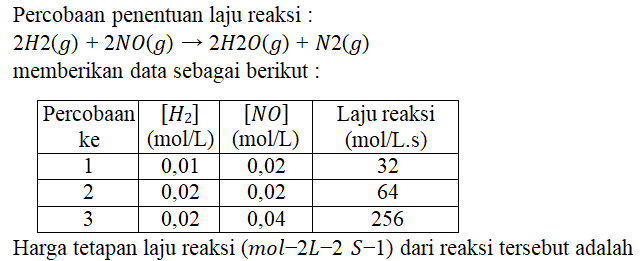 Percobaan penentuan laju reaksi :
2H2(g) + 2NO(g) → 2H2O(g) + N2(g)
memberikan data sebagai berikut :
Percobaan ke [H₂] (mol/L) [NO] (mol/L) Laju reaksi (mol/L.s)
1 0,01 0,02 32
2 0,02 0,02 64
3 0,02 0,04 256
Harga tetapan laju reaksi (mol−2L−2 S−1) dari reaksi tersebut adalah